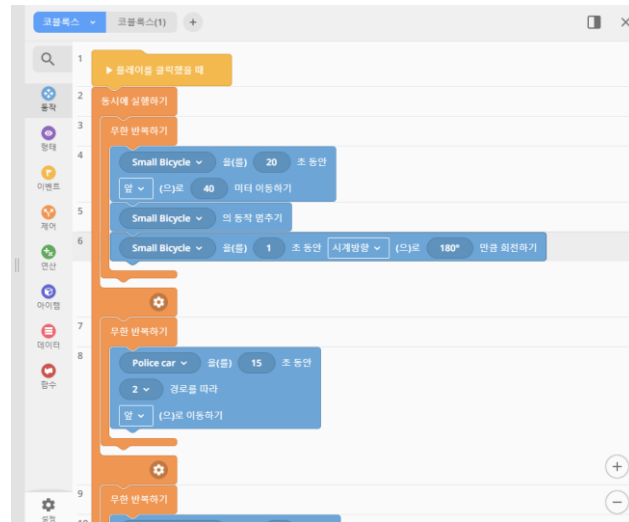 코블록스
코블록스(1)
+
1
▶ 플레이를 클릭했을 때
2
동시에 실행하기
3
무한 반복하기
4
Small Bicycle 을(를) 20 초 동안
앞 (으)로 40 미터 이동하기
5
Small Bicycle 의 동작 멈추기
6
Small Bicycle 을(를) 1 초 동안 시계방향 (으)로 180° 만큼 회전하기
7
무한 반복하기
8
Police car 을(를) 15 초 동안
2 경로를 따라
앞 (으)로 이동하기
9
무한 반복하기
동작
형태
이벤트
제어
연산
아이템
데이터
함수
설정